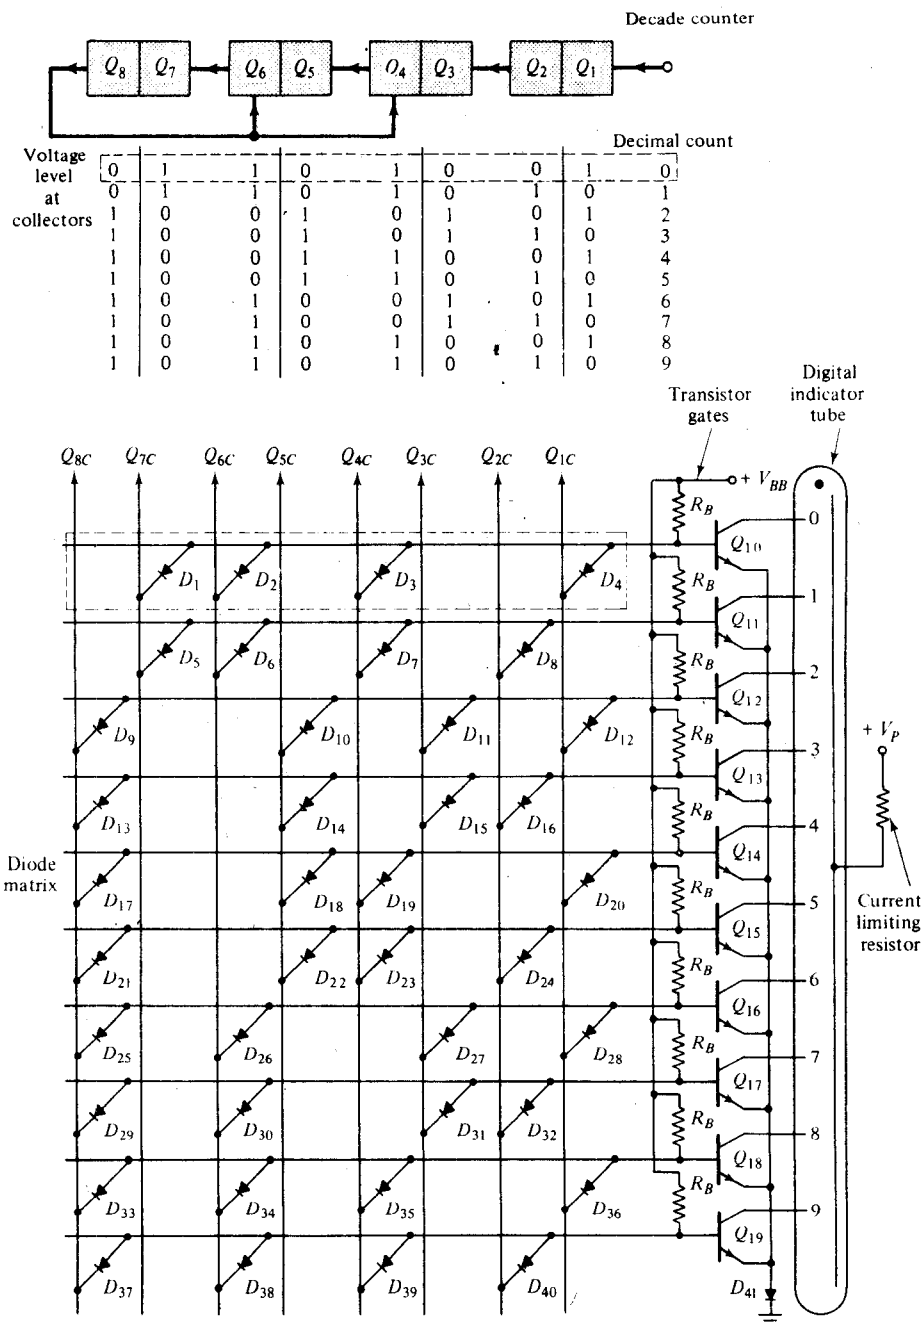 Decade counter
Q8 Q7 Q6 Q5 Q4 Q3 Q2 Q1
Decimal count
Voltage level at collectors
0 1 1 0 1 0 0 1 0
0 1 1 0 1 0 1 0 1
1 0 0 1 0 1 0 1 2
1 0 0 1 0 1 1 0 3
1 0 0 1 1 0 0 1 4
1 0 0 1 1 0 1 0 5
1 0 1 0 0 1 0 1 6
1 0 1 0 0 1 1 0 7
1 0 1 0 1 0 0 1 8
1 0 1 0 1 0 1 0 9
Transistor gates
Digital indicator tube
Q8C Q7C Q6C Q5C Q4C Q3C Q2C Q1C
+ VBB
RB Q10 0
D1 D2 D3 D4
RB Q11 1
D5 D6 D7 D8
RB Q12 2
D9 D10 D11 D12
RB Q13 3
+ VP
D13 D14 D15 D16
RB Q14 4
Diode matrix
D17 D18 D19 D20
RB Q15 5
Current limiting resistor
D21 D22 D23 D24
RB Q16 6
D25 D26 D27 D28
RB Q17 7
D29 D30 D31 D32
RB Q18 8
D33 D34 D35 D36
RB Q19 9
D37 D38 D39 D40
D41